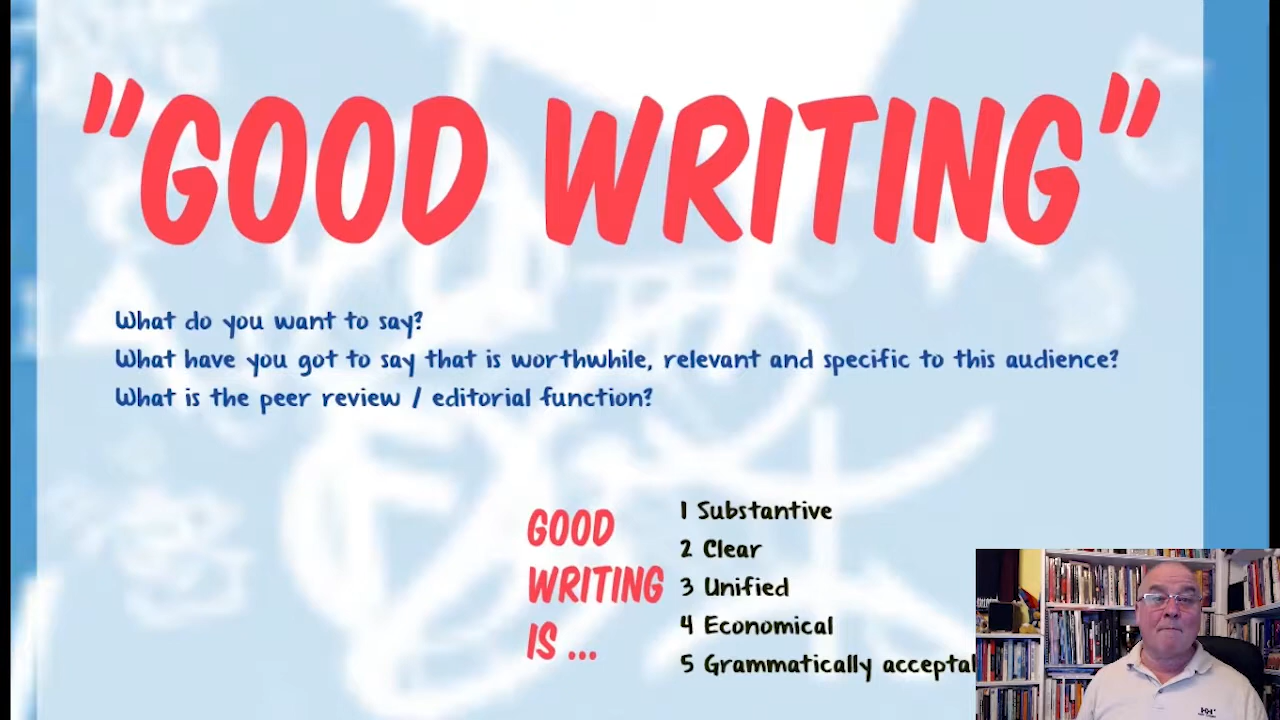 "GOOD WRITING"
What do you want to say?
What have you got to say that is worthwhile, relevant and specific to this audience?
What is the peer review / editorial function?
GOOD
WRITING
IS ...
1 Substantive
2 Clear
3 Unified
4 Economical
5 Grammatically